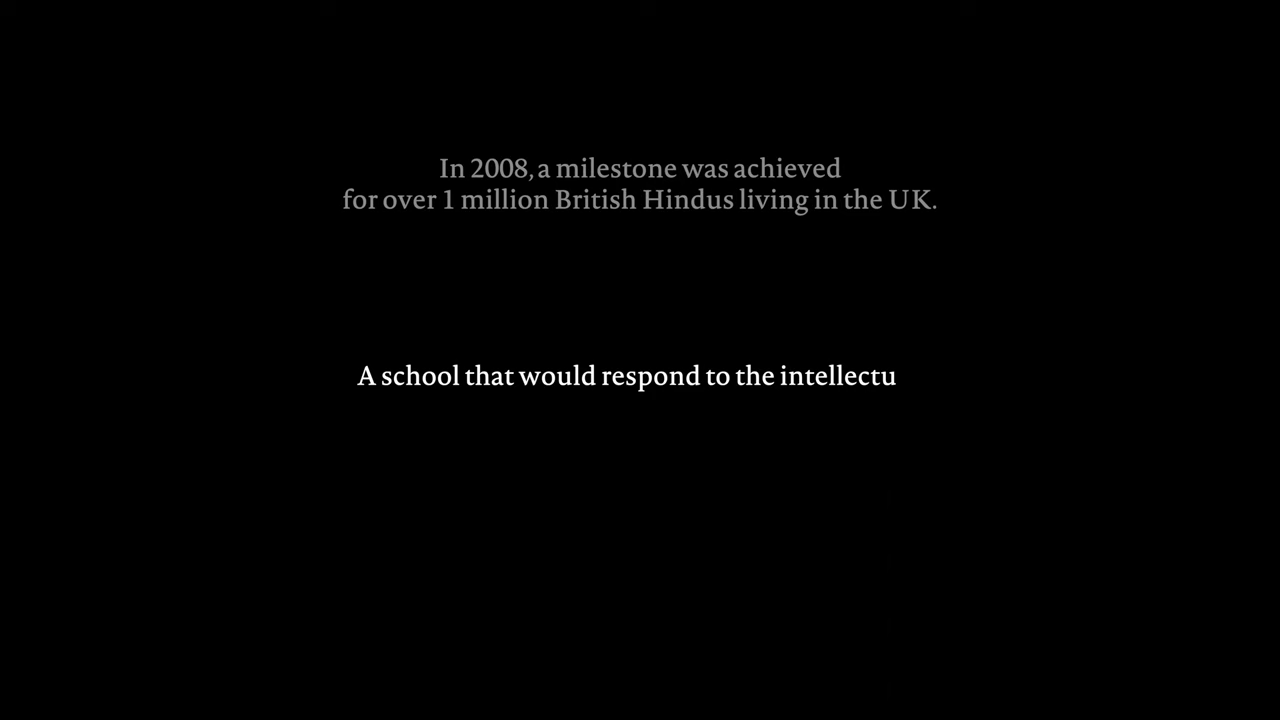 In 2008, a milestone was achieved
for over 1 million British Hindus living in the UK.
A school that would respond to the intellectu